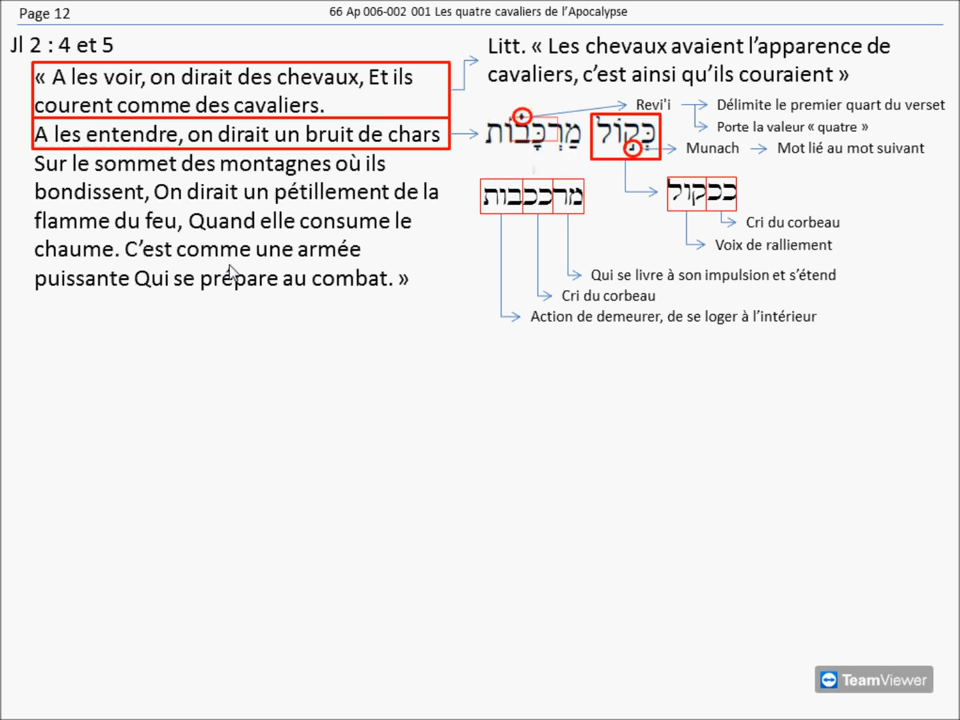 Page 12
66 Ap 006-002 001 Les quatre cavaliers de l'Apocalypse
Jl 2 : 4 et 5
« A les voir, on dirait des chevaux, Et ils
courent comme des cavaliers.
A les entendre, on dirait un bruit de chars
Sur le sommet des montagnes où ils
bondissent, On dirait un pétillement de la
flamme du feu, Quand elle consume le
chaume. C'est comme une armée
puissante Qui se prépare au combat. »
Litt. « Les chevaux avaient l'apparence de
cavaliers, c'est ainsi qu'ils couraient »
Revi'i
Délimite le premier quart du verset
Porte la valeur « quatre »
כְּק֣וֹל מַרְכָּב֗וֹת
Munach
Mot lié au mot suivant
ככקול
מרככבות
Cri du corbeau
Voix de ralliement
Qui se livre à son impulsion et s'étend
Cri du corbeau
Action de demeurer, de se loger à l'intérieur
TeamViewer